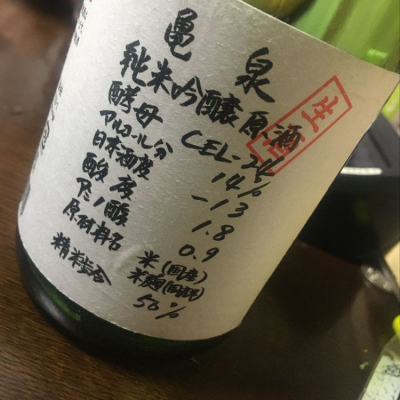 亀泉
純米吟醸原酒
生酒
酵母 CEL-24
アルコール分 14%
日本酒度 -13
酸度 1.8
アミノ酸 0.9
原材料名 米(国産)
米麹(国産米)
精米歩合 50%